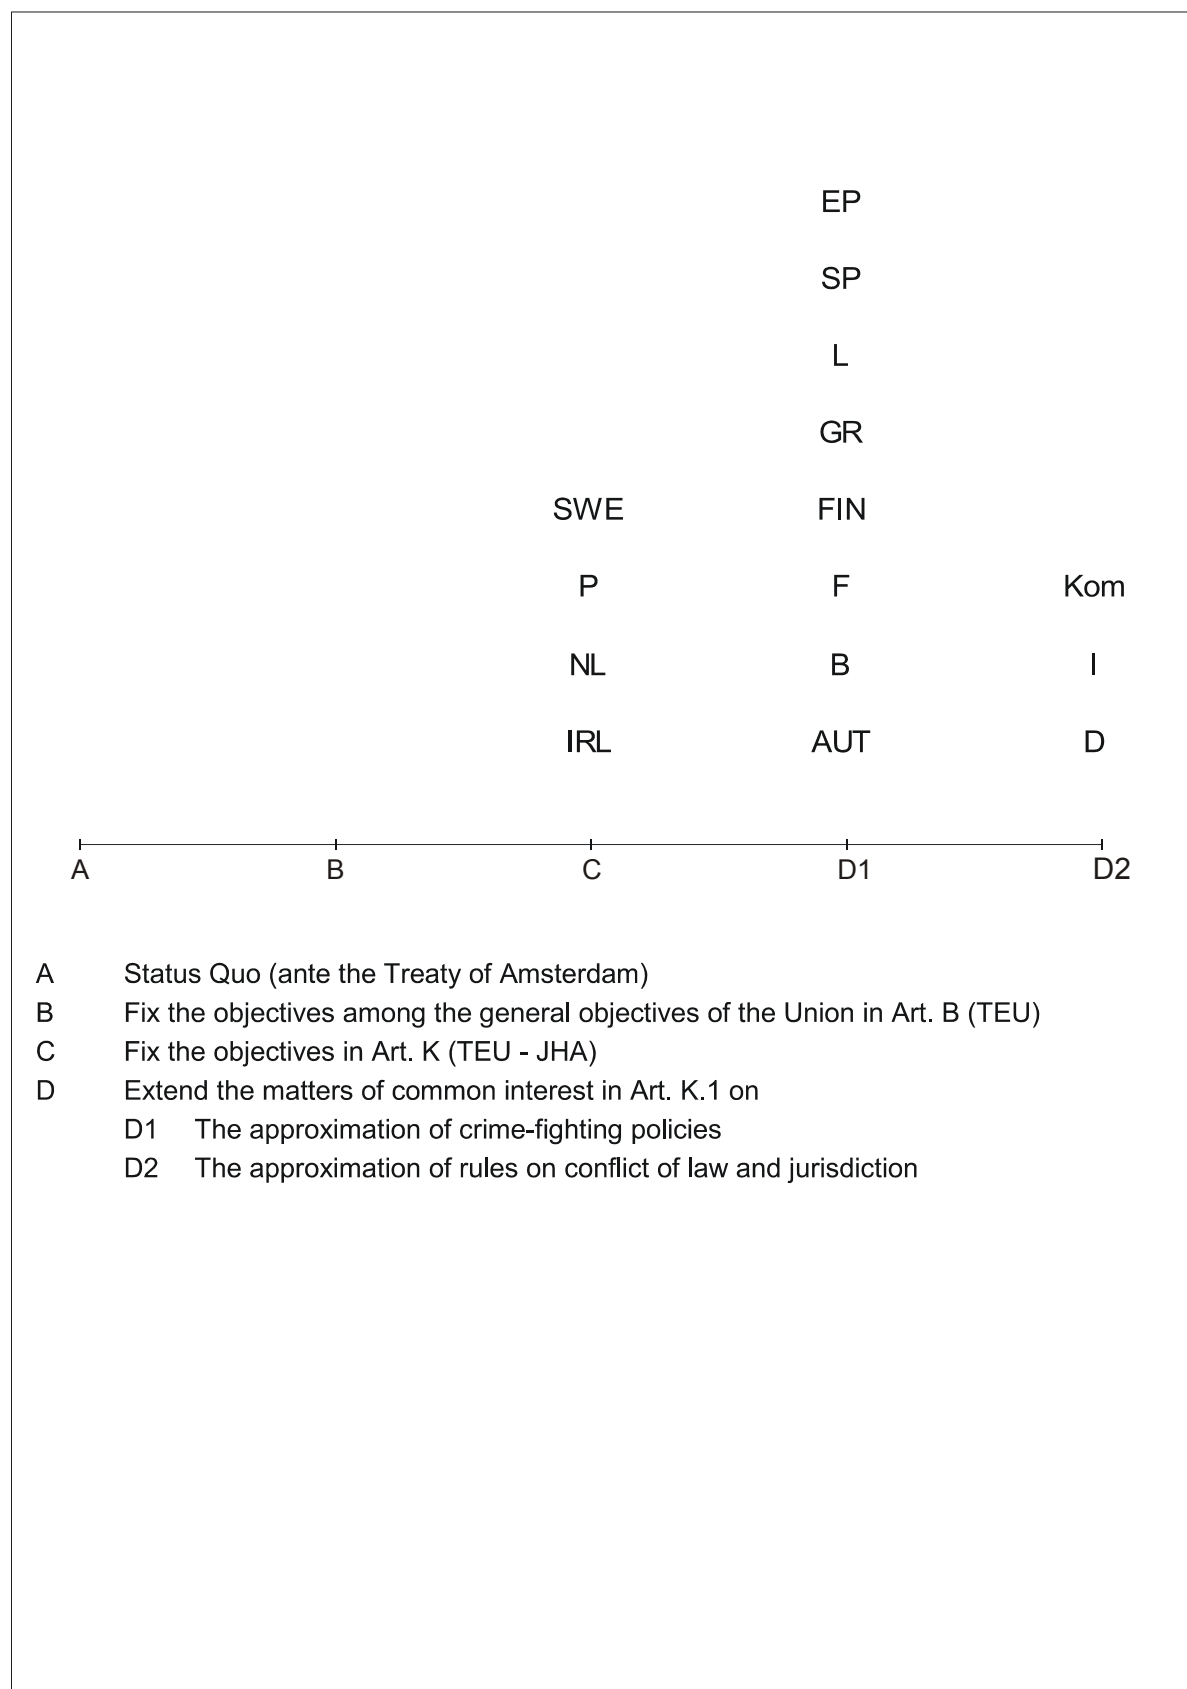 EP
SP
L
GR
SWE FIN
P F Kom
NL B I
IRL AUT D
A B C D1 D2
A Status Quo (ante the Treaty of Amsterdam)
B Fix the objectives among the general objectives of the Union in Art. B (TEU)
C Fix the objectives in Art. K (TEU - JHA)
D Extend the matters of common interest in Art. K.1 on
D1 The approximation of crime-fighting policies
D2 The approximation of rules on conflict of law and jurisdiction